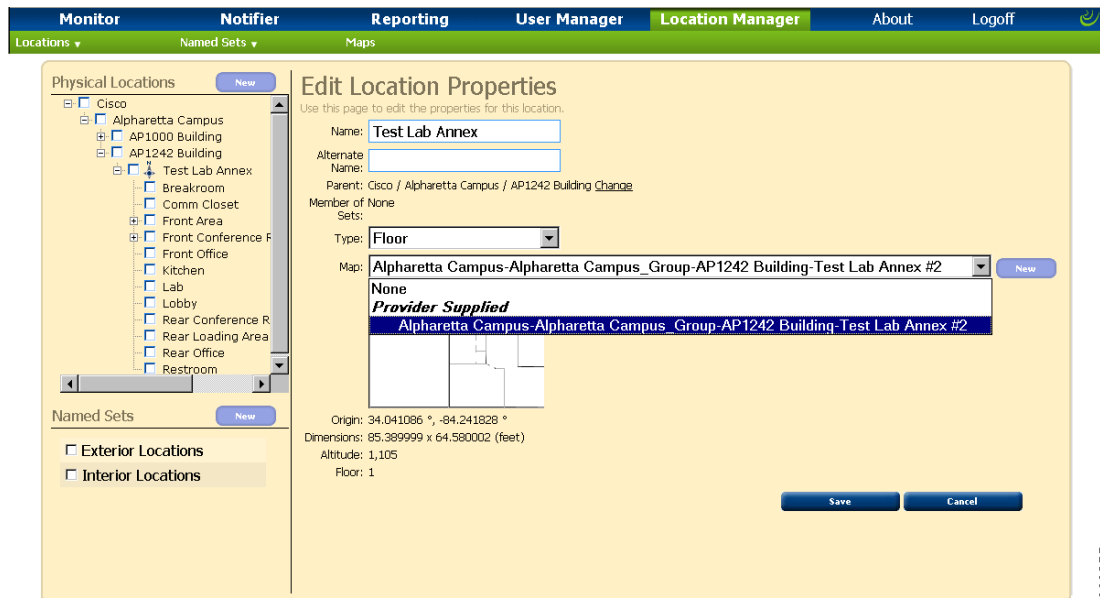 Monitor Notifier Reporting User Manager Location Manager About Logoff
Locations Named Sets Maps
Physical Locations New
Cisco
Alpharetta Campus
AP1000 Building
AP1242 Building
N Test Lab Annex
Breakroom
Comm Closet
Front Area
Front Conference R
Front Office
Kitchen
Lab
Lobby
Rear Conference R
Rear Loading Area
Rear Office
Restroom
Named Sets New
Exterior Locations
Interior Locations
Edit Location Properties
Use this page to edit the properties for this location.
Name: Test Lab Annex
Alternate
Name:
Parent: Cisco / Alpharetta Campus / AP1242 Building Change
Member of None
Sets:
Type: Floor
Map: Alpharetta Campus-Alpharetta Campus_Group-AP1242 Building-Test Lab Annex #2 New
None
Provider Supplied
Alpharetta Campus-Alpharetta Campus_Group-AP1242 Building-Test Lab Annex #2
Origin: 34.041086 °, -84.241828 °
Dimensions: 85.389999 x 64.580002 (feet)
Altitude: 1,105
Floor: 1
Save Cancel